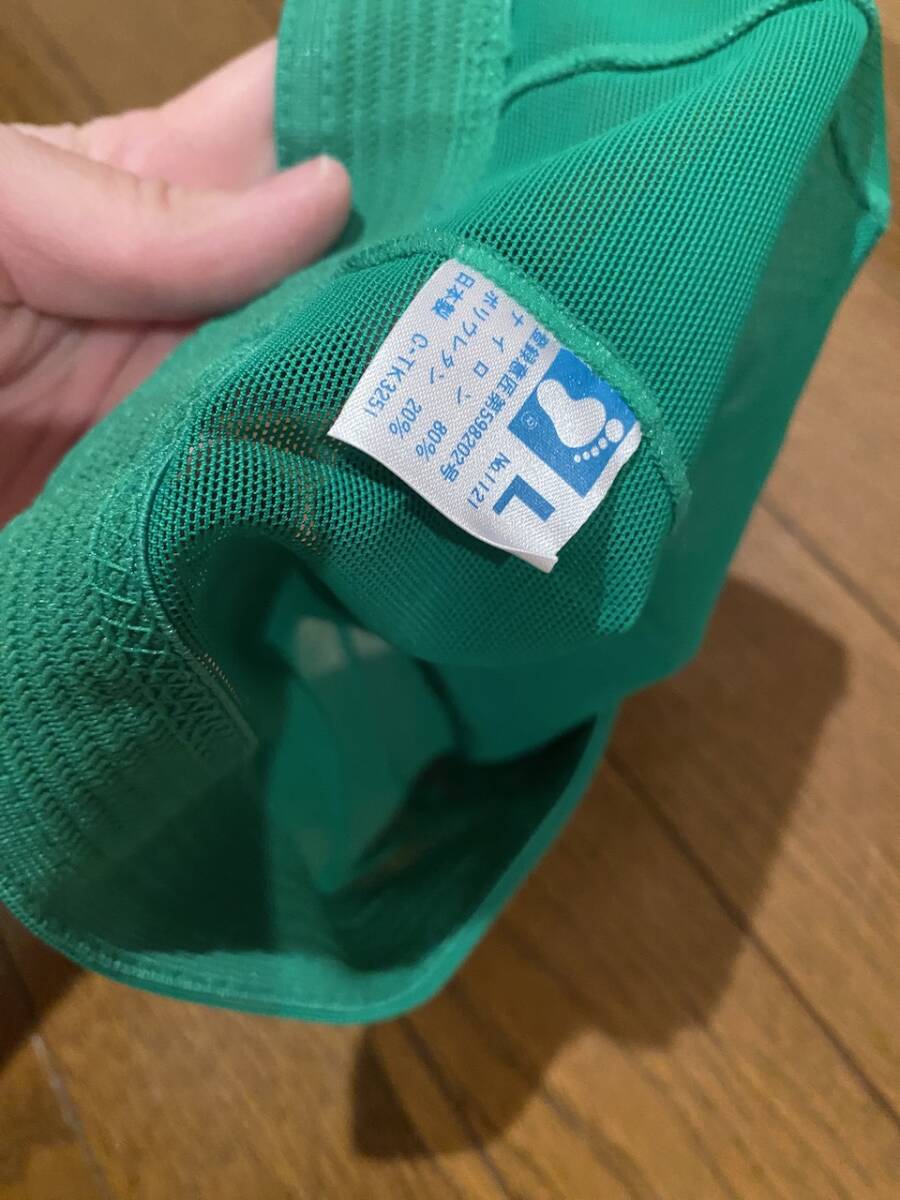 ®
L
No.1121
登録意匠第598202号
ナイロン 80%
ポリウレタン 20%
日本製 C-TK3251